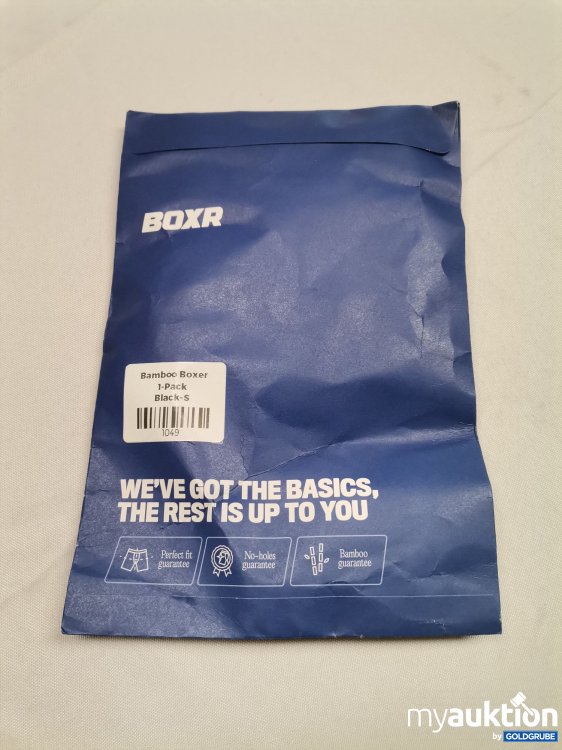 BOXR
Bamboo Boxer
1-Pack
Black-S
1049
WE'VE GOT THE BASICS,
THE REST IS UP TO YOU
Perfect fit
guarantee
No-holes
guarantee
Bamboo
guarantee
myauktion
by GOLDGRUBE